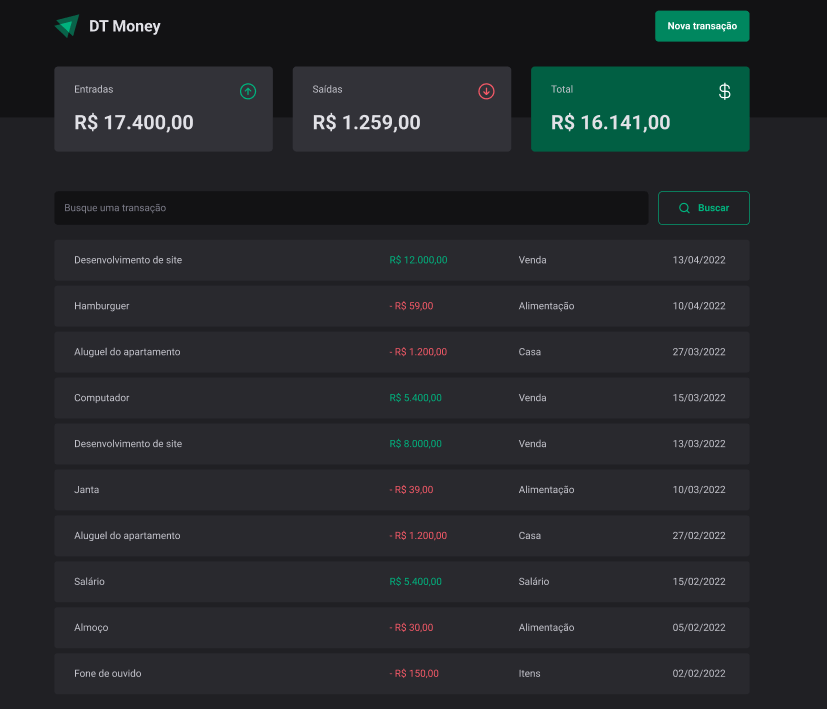 DT Money
Nova transação
Entradas
R$ 17.400,00
Saídas
R$ 1.259,00
Total
R$ 16.141,00
Busque uma transação
Buscar
Desenvolvimento de site R$ 12.000,00 Venda 13/04/2022
Hamburguer - R$ 59,00 Alimentação 10/04/2022
Aluguel do apartamento - R$ 1.200,00 Casa 27/03/2022
Computador R$ 5.400,00 Venda 15/03/2022
Desenvolvimento de site R$ 8.000,00 Venda 13/03/2022
Janta - R$ 39,00 Alimentação 10/03/2022
Aluguel do apartamento - R$ 1.200,00 Casa 27/02/2022
Salário R$ 5.400,00 Salário 15/02/2022
Almoço - R$ 30,00 Alimentação 05/02/2022
Fone de ouvido - R$ 150,00 Itens 02/02/2022